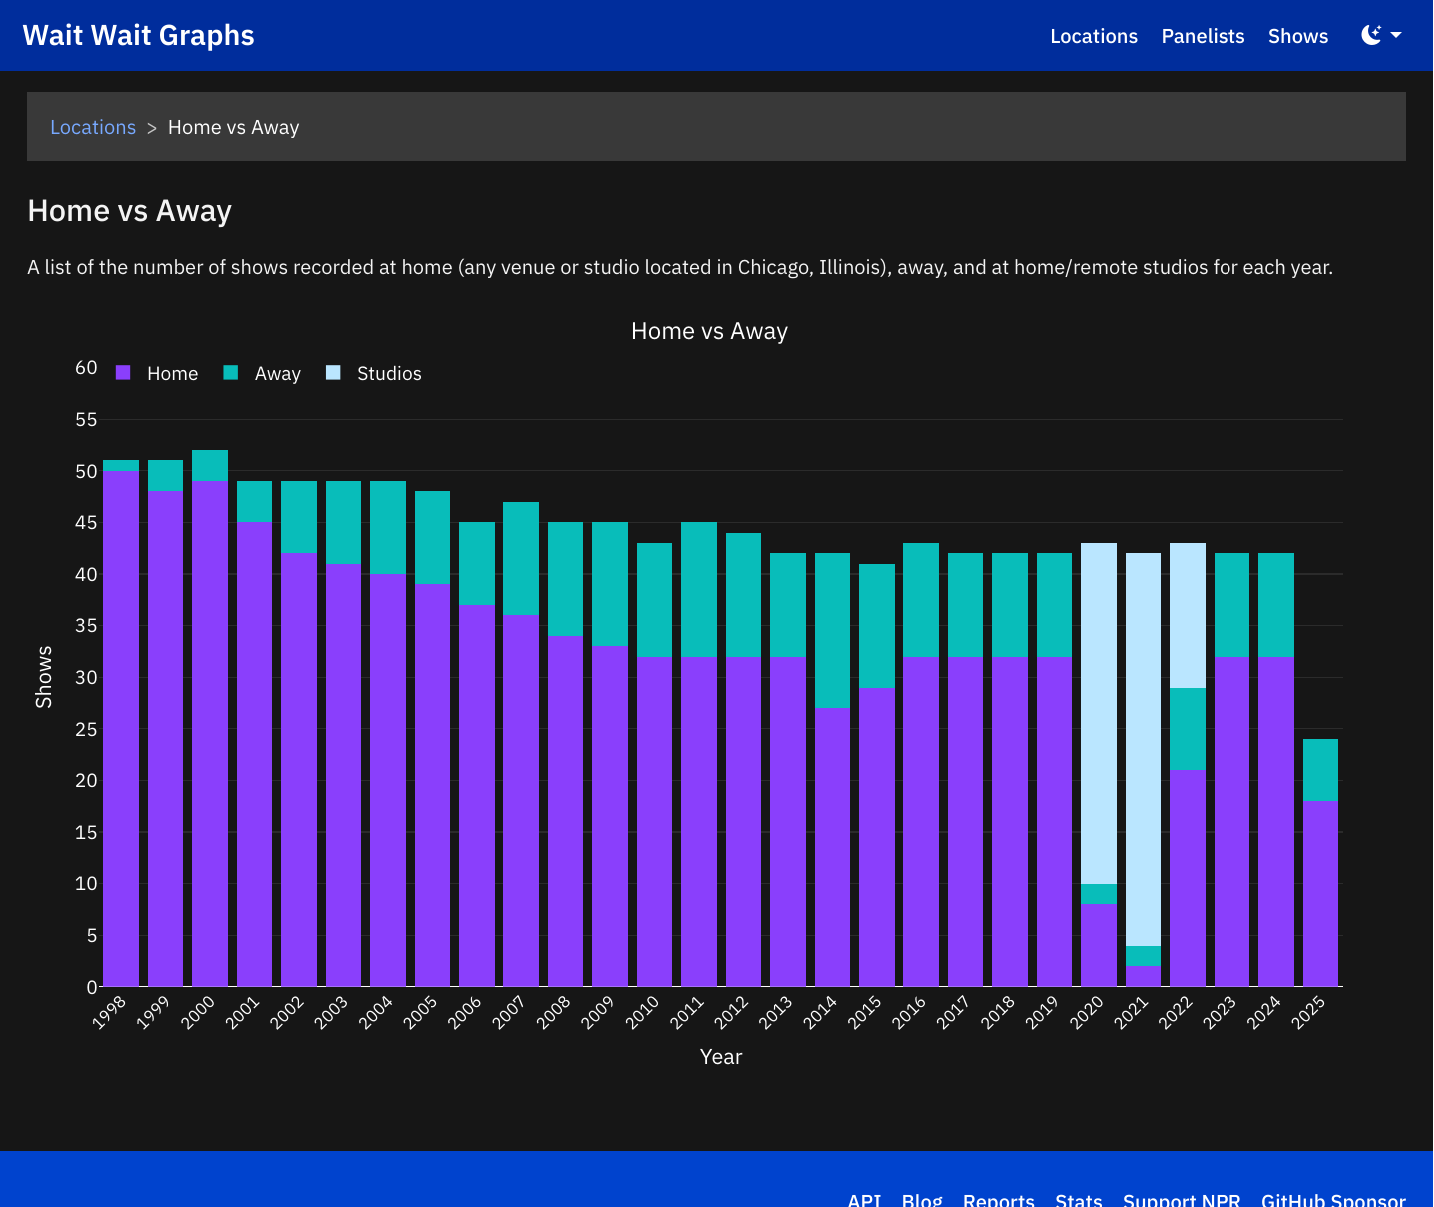 Wait Wait Graphs
Locations Panelists Shows
Locations > Home vs Away
Home vs Away
A list of the number of shows recorded at home (any venue or studio located in Chicago, Illinois), away, and at home/remote studios for each year.
Home vs Away
Home Away Studios
60
55
50
45
40
35
30
25
20
15
10
5
0
Shows
1998 1999 2000 2001 2002 2003 2004 2005 2006 2007 2008 2009 2010 2011 2012 2013 2014 2015 2016 2017 2018 2019 2020 2021 2022 2023 2024 2025
Year
API Blog Reports Stats Support NPR GitHub Sponsor